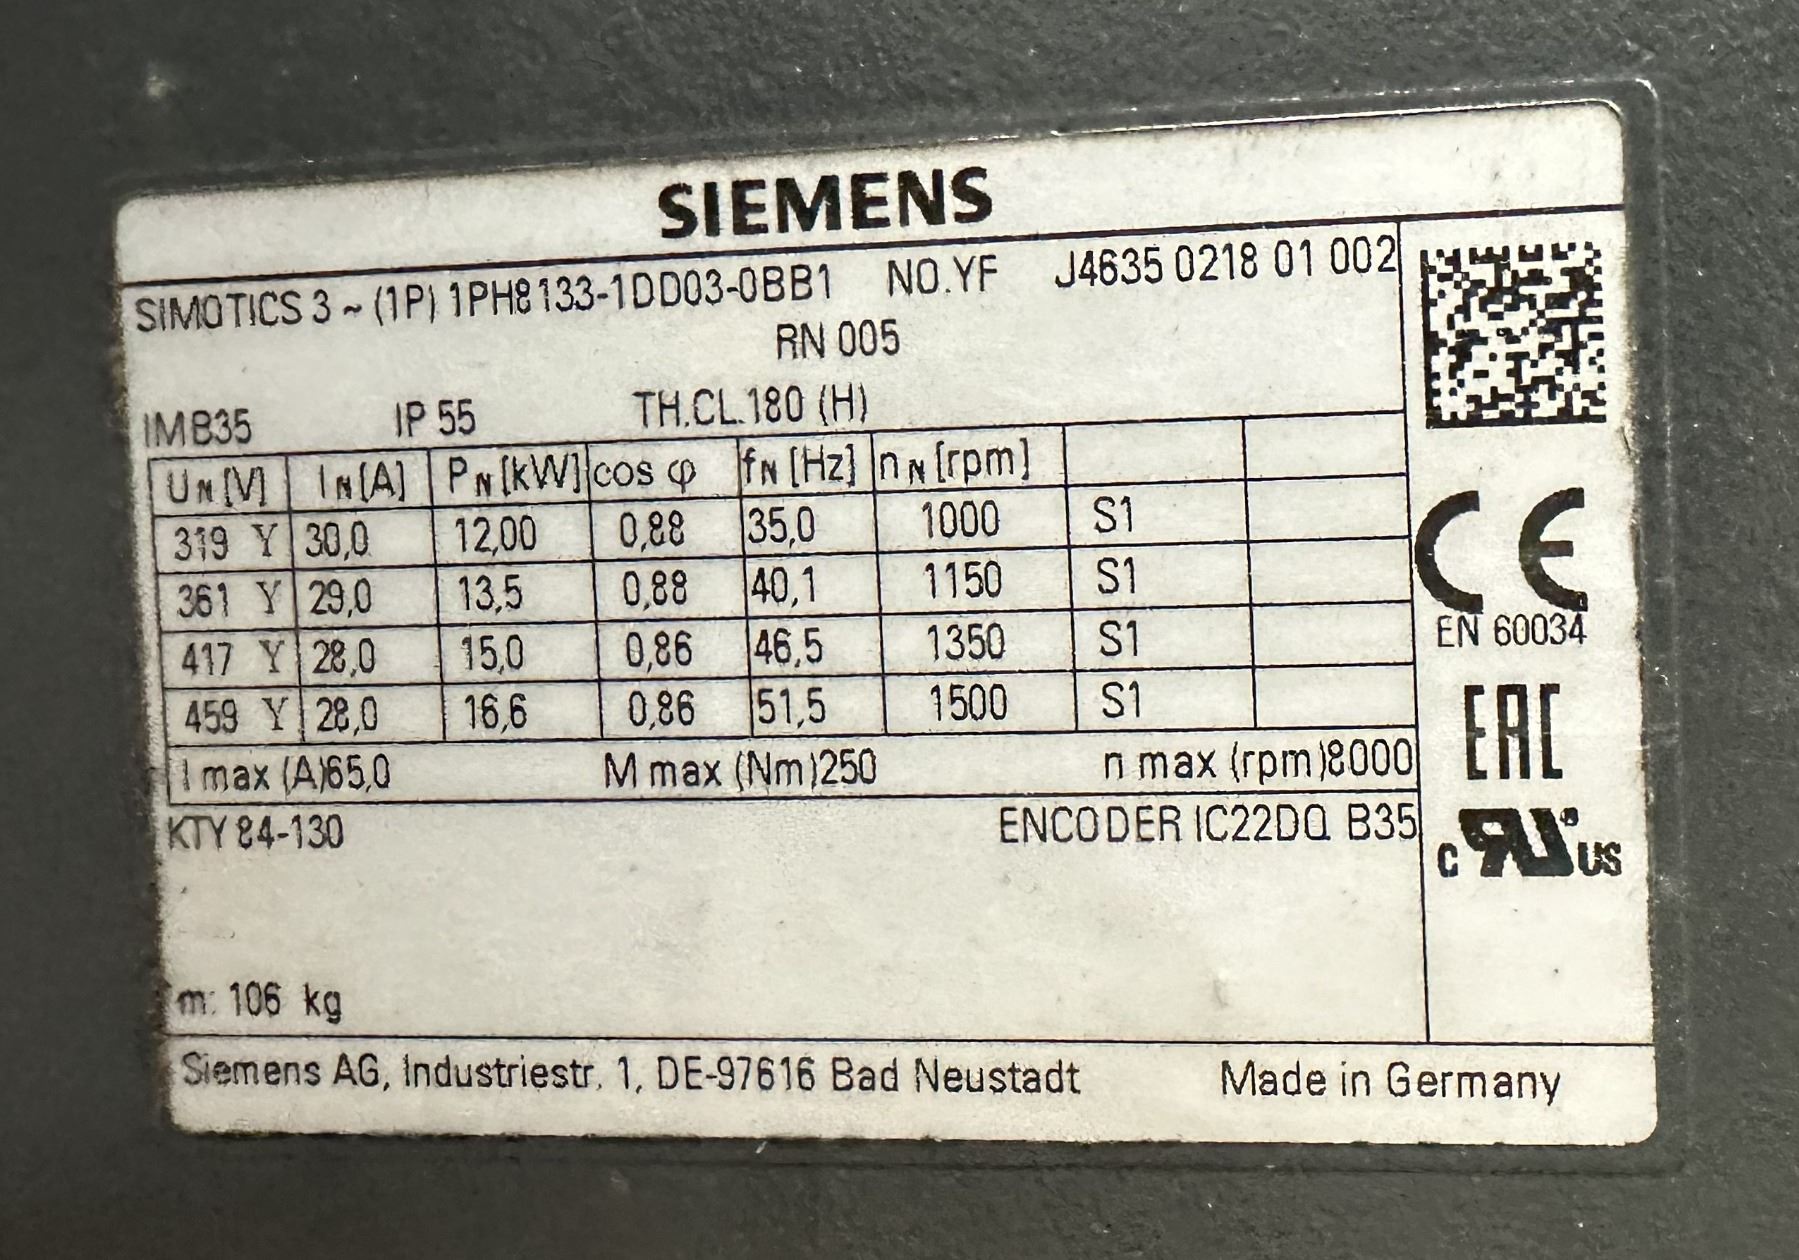 SIEMENS
SIMOTICS 3 ~ (1P) 1PH8133-1DD03-0BB1 NO.YF J4635 0218 01 002
RN 005
IMB35 IP 55 TH.CL.180 (H)
UN [V] IN [A] PN [kW] cos φ fN [Hz] nN [rpm]
319 Y 30,0 12,00 0,88 35,0 1000 S1
361 Y 29,0 13,5 0,88 40,1 1150 S1
417 Y 28,0 15,0 0,86 46,5 1350 S1
459 Y 28,0 16,6 0,86 51,5 1500 S1
I max (A)65,0 M max (Nm)250 n max (rpm)8000
KTY 84-130 ENCODER IC22DQ B35
m: 106 kg
Siemens AG, Industriestr. 1, DE-97616 Bad Neustadt Made in Germany
CE
EN 60034
EAC
c RU® US